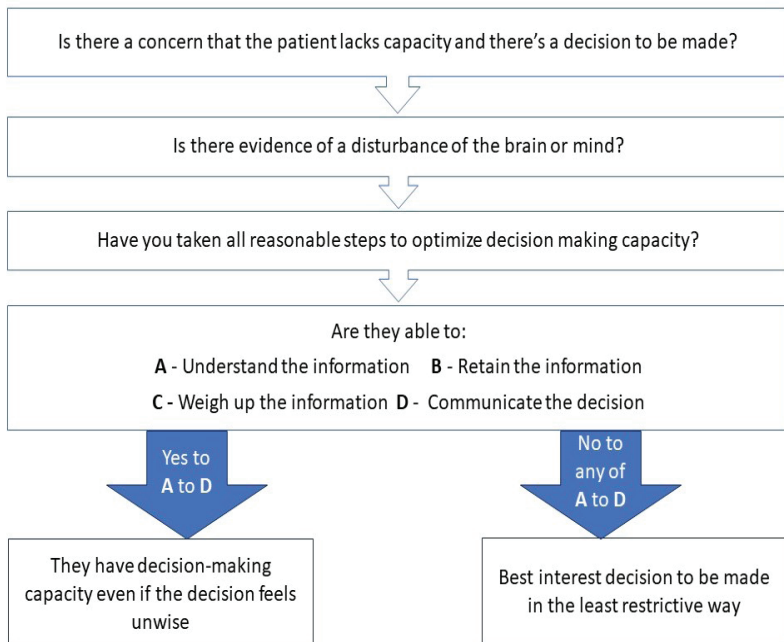 Is there a concern that the patient lacks capacity and there's a decision to be made?
Is there evidence of a disturbance of the brain or mind?
Have you taken all reasonable steps to optimize decision making capacity?
Are they able to:
A - Understand the information B - Retain the information
C - Weigh up the information D - Communicate the decision
Yes to
A to D
No to
any of
A to D
They have decision-making
capacity even if the decision feels
unwise
Best interest decision to be made
in the least restrictive way